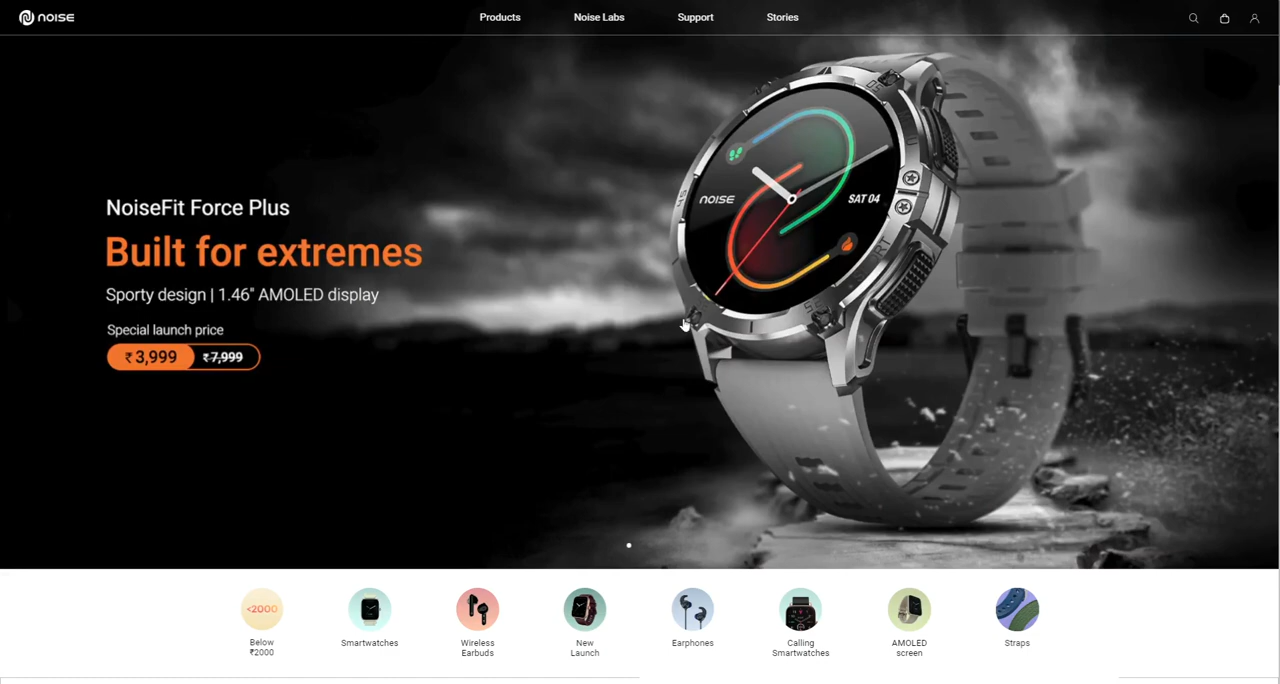 NOISE
Products Noise Labs Support Stories
NOISE SAT 04
NoiseFit Force Plus
Built for extremes
Sporty design | 1.46" AMOLED display
Special launch price
₹3,999 ₹7,999
<2000
Below
₹2000
Smartwatches
Wireless
Earbuds
New
Launch
Earphones
Calling
Smartwatches
AMOLED
screen
Straps